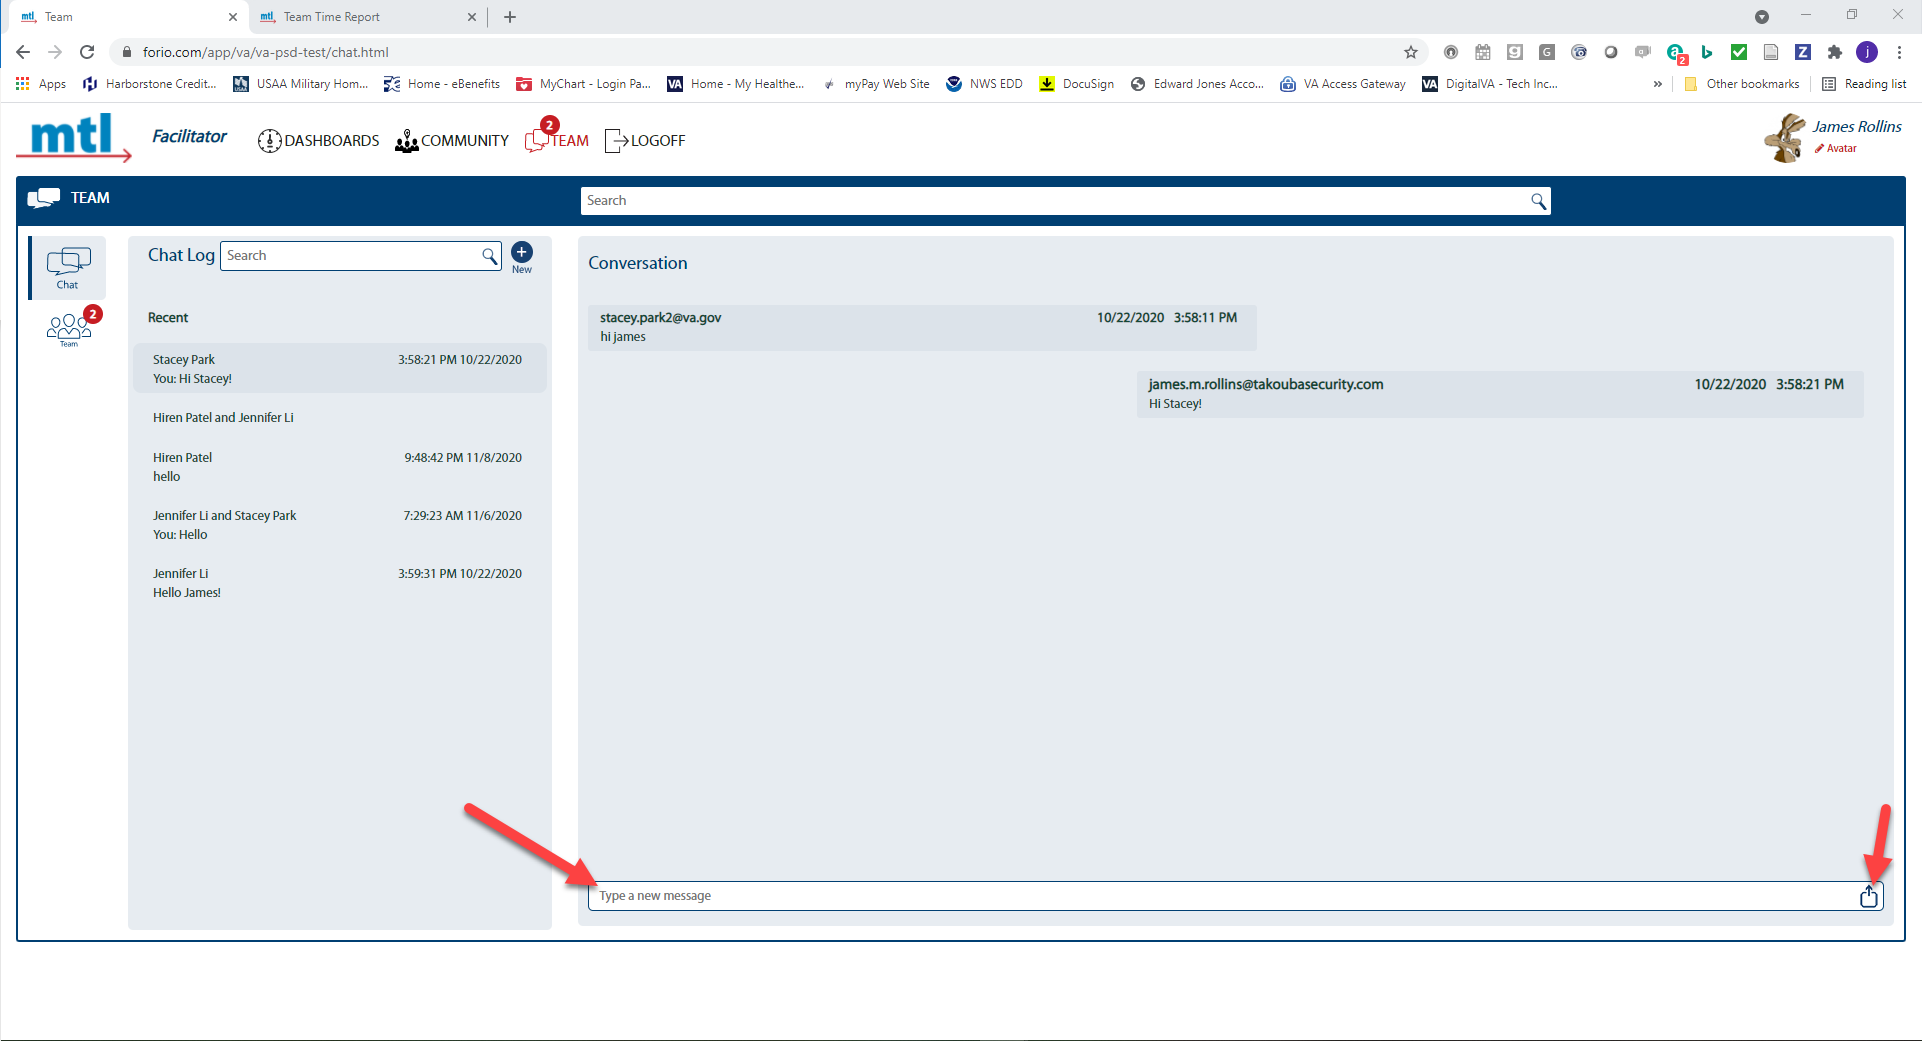 mtl Team
mtl Team Time Report
forio.com/app/va/va-psd-test/chat.html
2
j
Apps
Harborstone Credit...
USAA Military Hom...
Home - eBenefits
MyChart - Login Pa...
VA Home - My Healthe...
myPay Web Site
NWS EDD
DocuSign
Edward Jones Acco...
VA Access Gateway
VA DigitalVA - Tech Inc...
»
Other bookmarks
Reading list
mtl
Facilitator
DASHBOARDS
COMMUNITY
2
TEAM
LOGOFF
James Rollins
Avatar
TEAM
Search
Chat
2
Team
Chat Log
Search
New
Recent
Stacey Park 3:58:21 PM 10/22/2020
You: Hi Stacey!
Hiren Patel and Jennifer Li
Hiren Patel 9:48:42 PM 11/8/2020
hello
Jennifer Li and Stacey Park 7:29:23 AM 11/6/2020
You: Hello
Jennifer Li 3:59:31 PM 10/22/2020
Hello James!
Conversation
stacey.park2@va.gov 10/22/2020 3:58:11 PM
hi james
james.m.rollins@takoubasecurity.com 10/22/2020 3:58:21 PM
Hi Stacey!
Type a new message